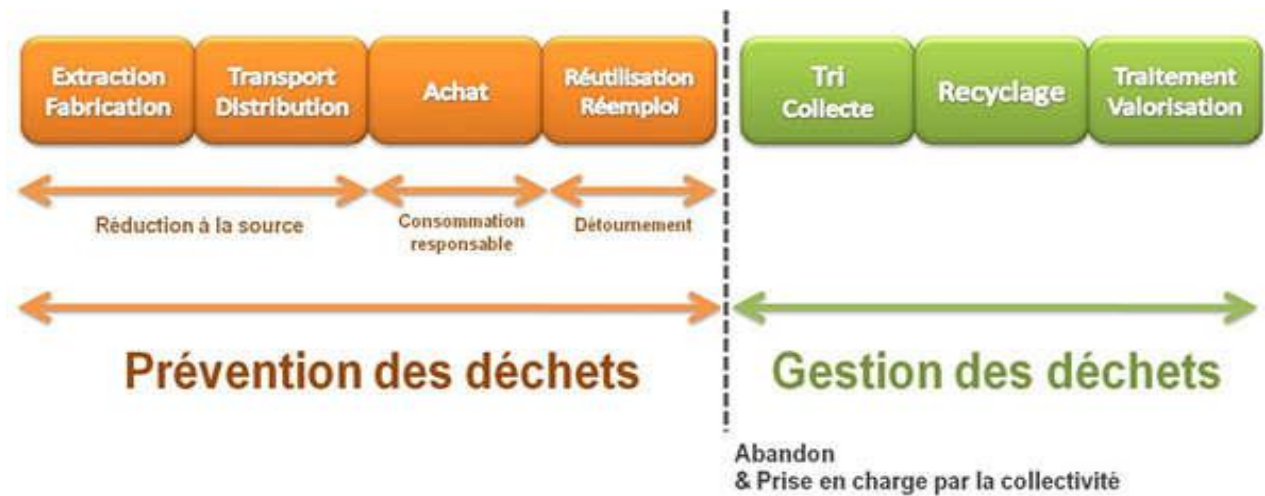 Extraction
Fabrication
Transport
Distribution
Achat
Réutilisation
Réemploi
Tri
Collecte
Recyclage
Traitement
Valorisation
Réduction à la source
Consommation
responsable
Détournement
Prévention des déchets
Gestion des déchets
Abandon
& Prise en charge par la collectivité